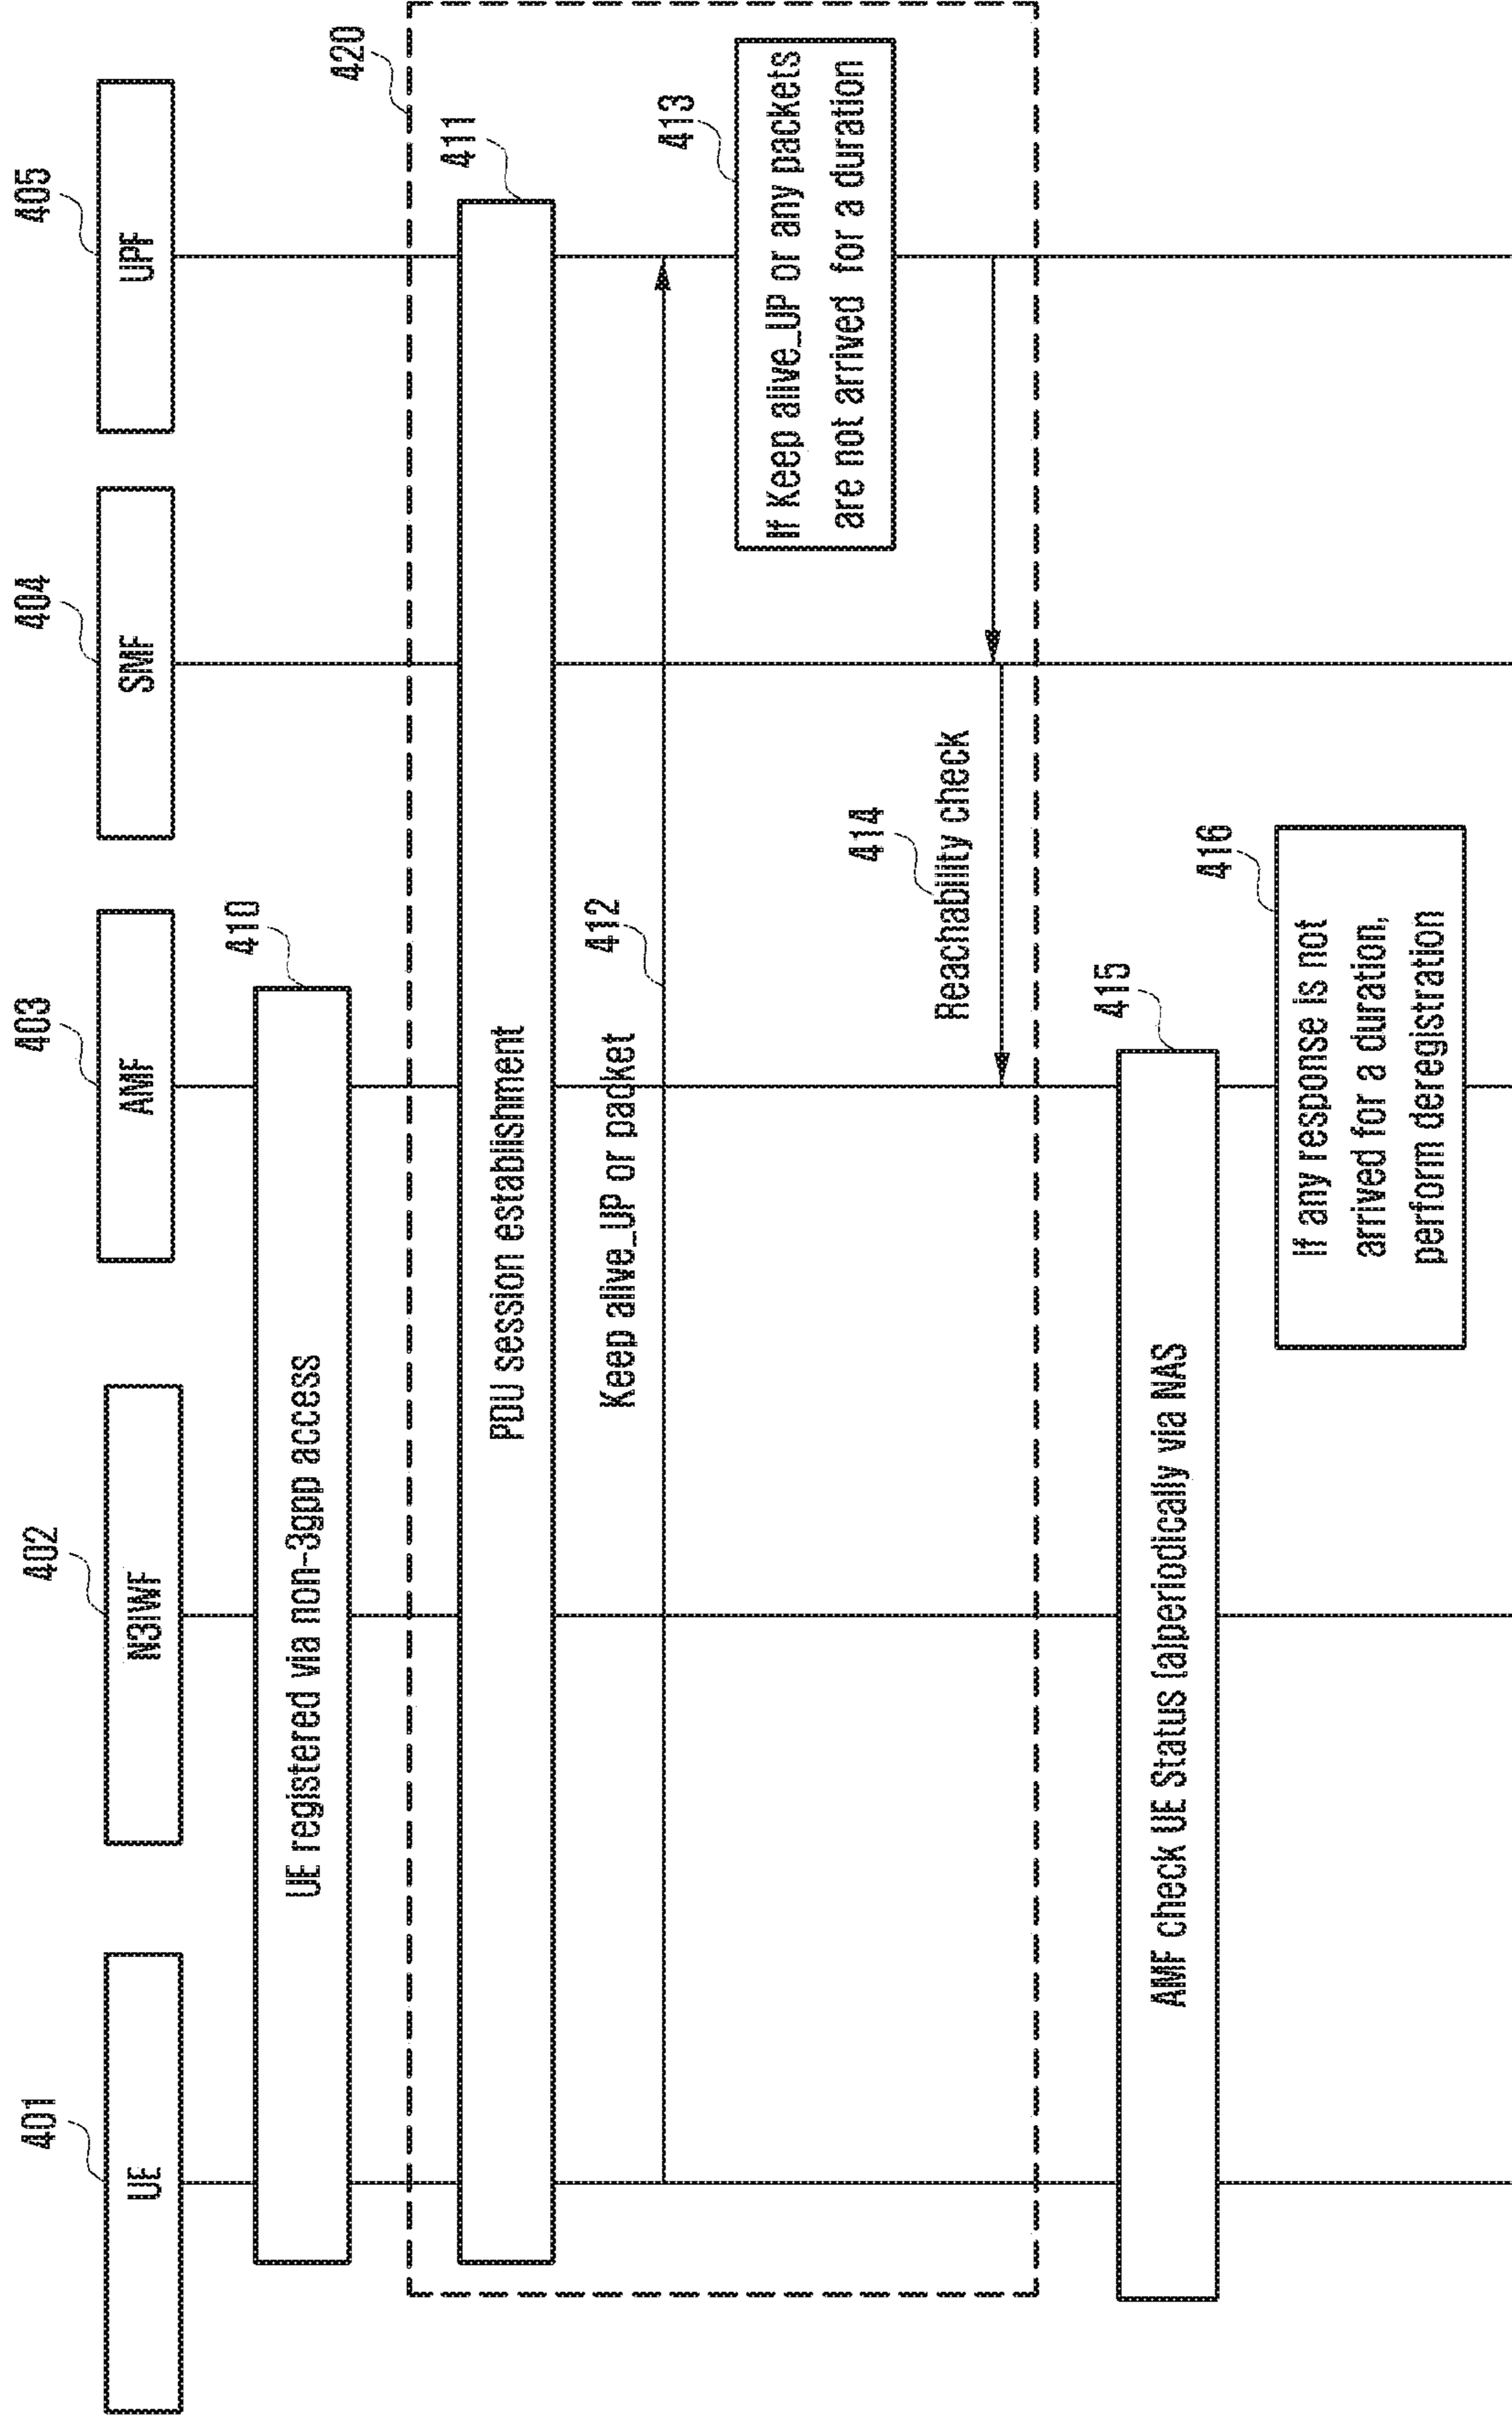 401
402
403
404
405
UE
N3IWF
AMF
SMF
UPF
410
UE registered via non-3gpp access
420
411
PDU session establishment
412
Keep alive_UP or packet
413
If Keep alive_UP or any packets
are not arrived for a duration
414
Reachability check
415
AMF check UE Status (a)periodically via NAS
416
If any response is not
arrived for a duration,
perform deregistration